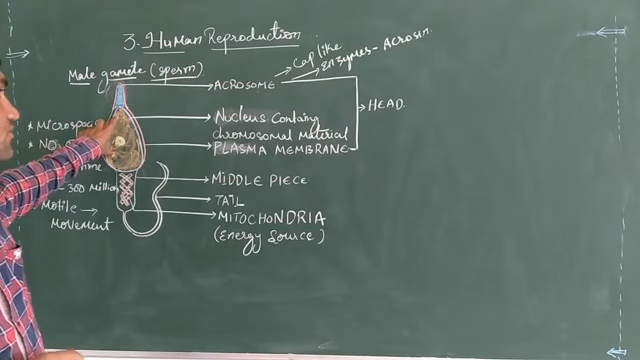 3. Human Reproduction
Male gamete (sperm)
ACROSOME
Cap like
Enzymes - Acrosin
HEAD
Nucleus Containg
chromosomal Material
PLASMA MEMBRANE
MIDDLE PIECE
TAIL
MITOCHONDRIA
(Energy Source)
* Microsp
* No
- 300 Million
Motile →
Movement